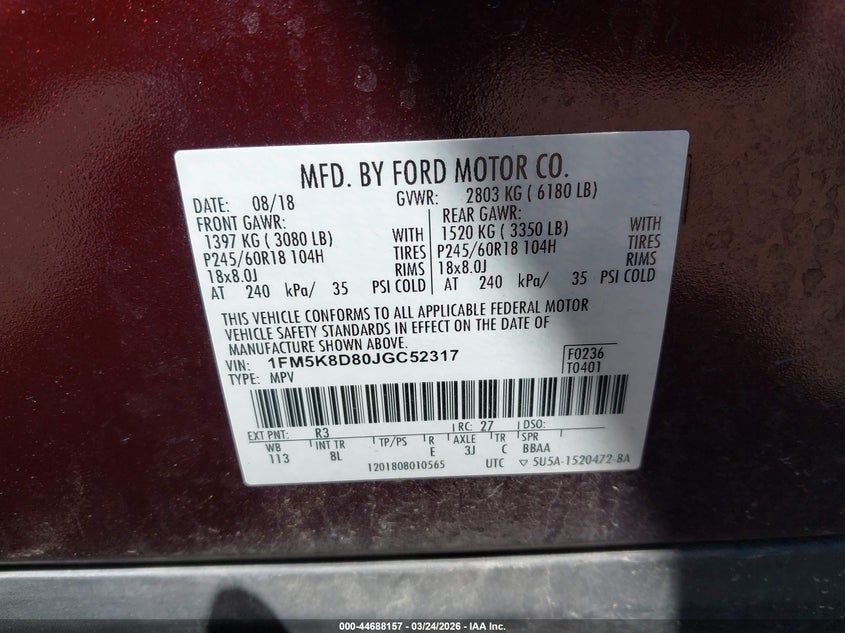 MFD. BY FORD MOTOR CO.
DATE: 08/18 GVWR: 2803 KG ( 6180 LB)
FRONT GAWR: REAR GAWR:
1397 KG ( 3080 LB) WITH 1520 KG ( 3350 LB) WITH
P245/60R18 104H TIRES P245/60R18 104H TIRES
18x8.0J RIMS 18x8.0J RIMS
AT 240 kPa/ 35 PSI COLD AT 240 kPa/ 35 PSI COLD
THIS VEHICLE CONFORMS TO ALL APPLICABLE FEDERAL MOTOR
VEHICLE SAFETY STANDARDS IN EFFECT ON THE DATE OF
MANUFACTURE SHOWN ABOVE.
VIN: 1FM5K8D80JGC52317 F0236
TYPE: MPV T0401
EXT PNT: R3 RC: 27 DSO:
WB INT TR TP/PS R AXLE TR SPR
113 8L E 3J C BBAA
1201808010565 UTC ▽ 5U5A-1520472-BA
000-44688157 - 03/24/2026 - IAA Inc.